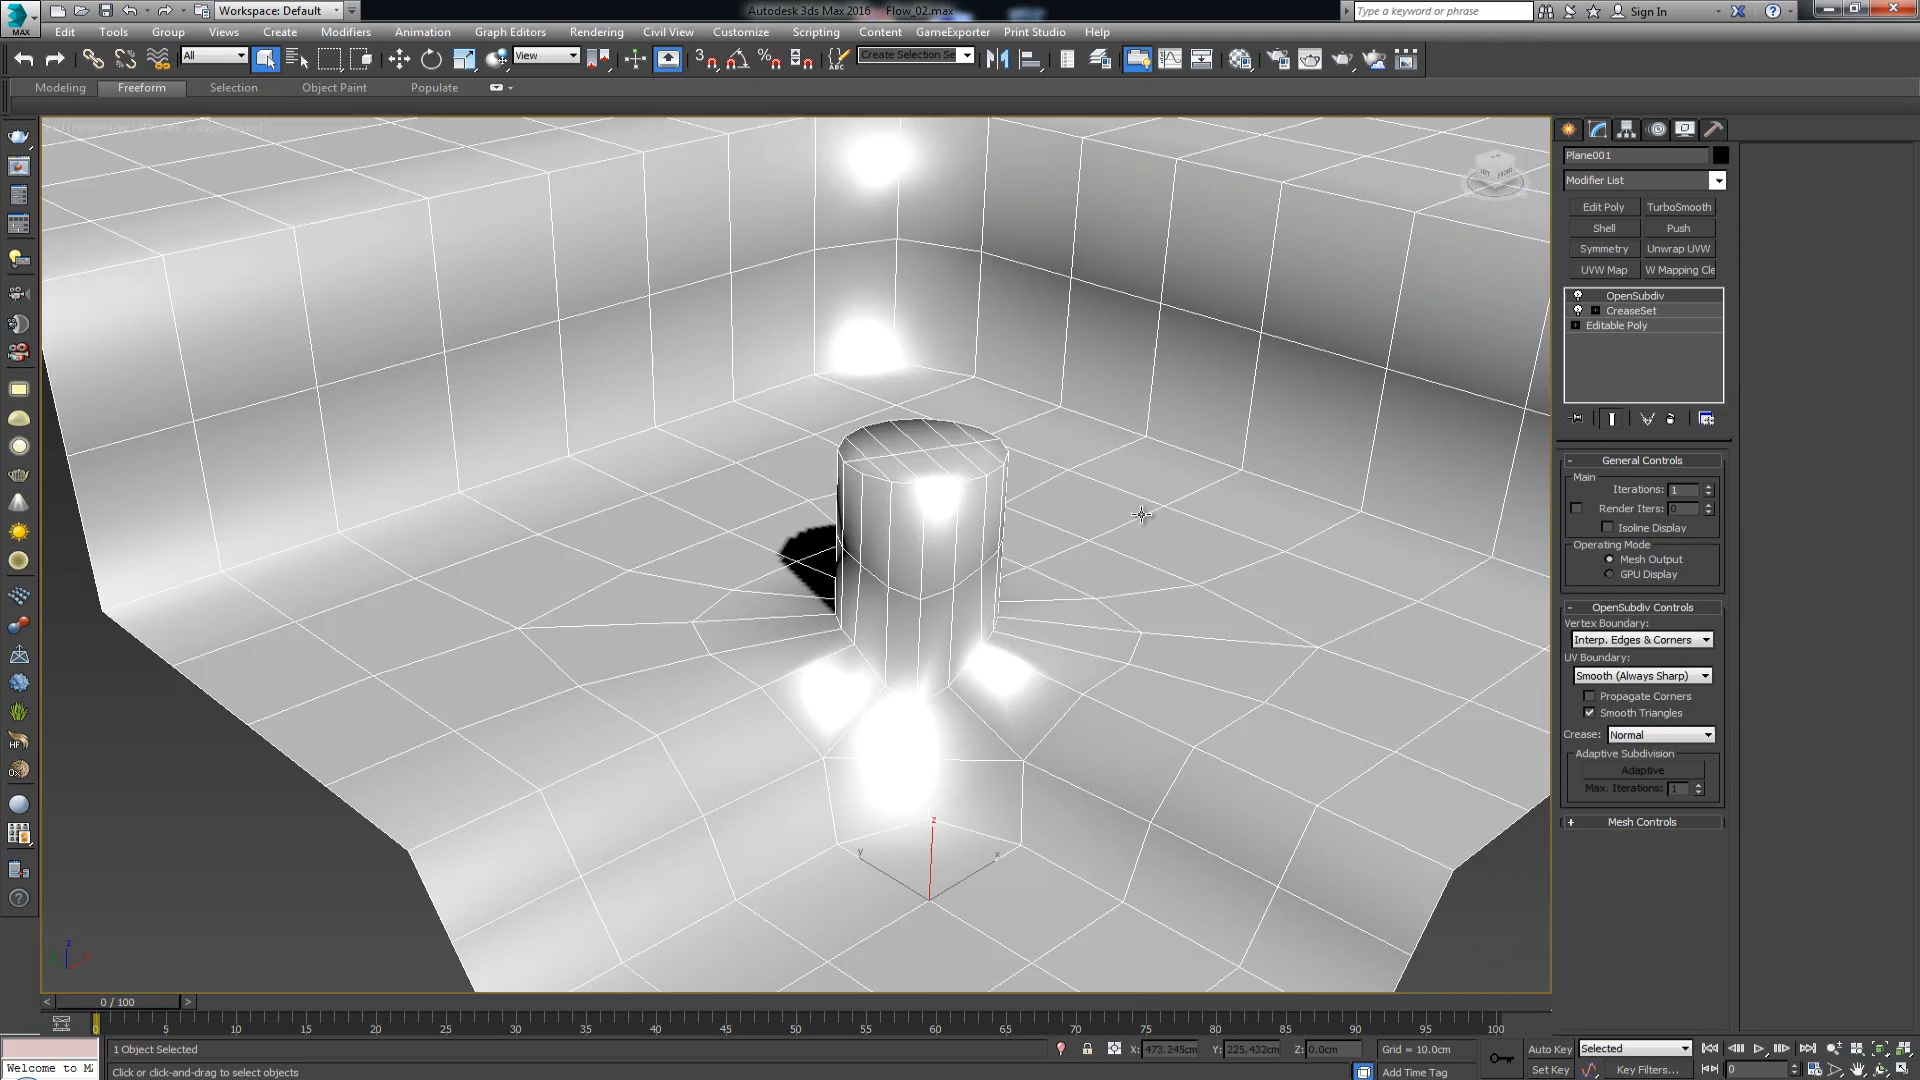 Workspace: Default
Autodesk 3ds Max 2016 Flow_02.max
Type a keyword or phrase
Sign In
MAX
Edit Tools Group Views Create Modifiers Animation Graph Editors Rendering Civil View Customize Scripting Content GameExporter Print Studio Help
All
View
Create Selection Se
Modeling Freeform Selection Object Paint Populate
Plane001
Modifier List
Edit Poly TurboSmooth
Shell Push
Symmetry Unwrap UVW
UVW Map W Mapping Cle
OpenSubdiv
CreaseSet
Editable Poly
General Controls
Main
Iterations: 1
Render Iters: 0
Isoline Display
Operating Mode
Mesh Output
GPU Display
OpenSubdiv Controls
Vertex Boundary:
Interp. Edges & Corners
UV Boundary:
Smooth (Always Sharp)
Propagate Corners
Smooth Triangles
Crease: Normal
Adaptive Subdivision
Adaptive
Max. Iterations: 1
Mesh Controls
z
y
x
z
0 / 100
0 5 10 15 20 25 30 35 40 45 50 55 60 65 70 75 80 85 90 95 100
1 Object Selected
X: 473.245cm Y: 225.432cm Z: 0.0cm
Grid = 10.0cm
Auto Key Selected
Welcome to M
Click or click-and-drag to select objects
Add Time Tag
Set Key Key Filters...
0